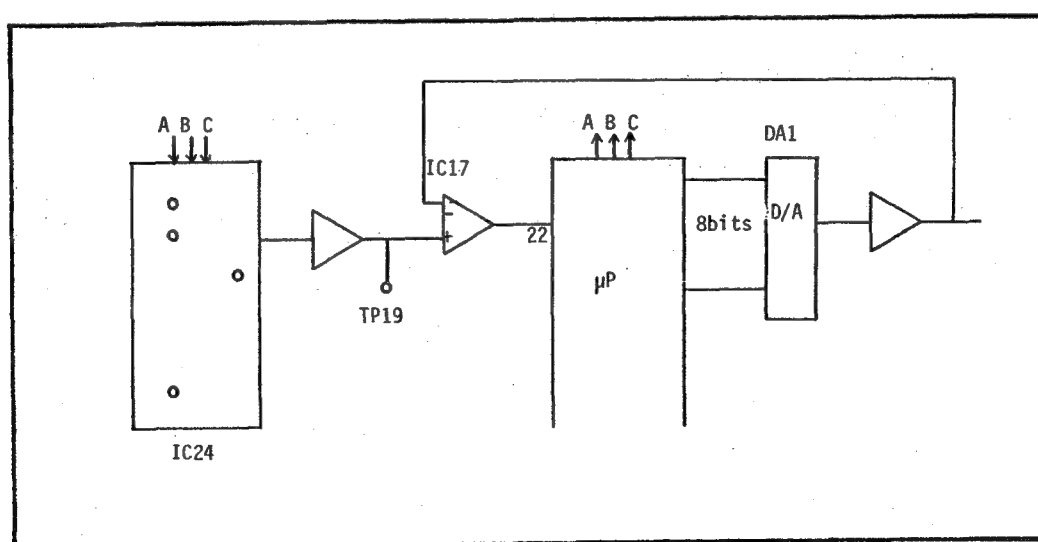 A B C
IC24
TP19
IC17
-
+
22
A B C
μP
8bits
DA1
D/A